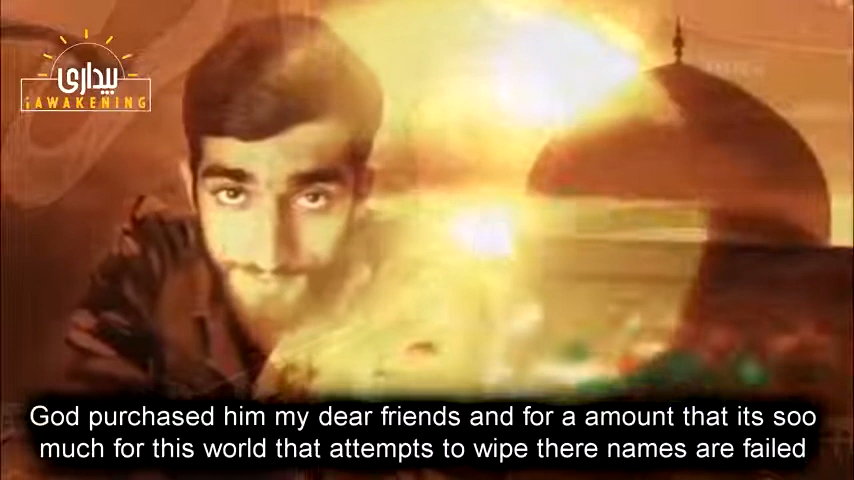 بیداری
iAWAKENING
God purchased him my dear friends and for a amount that its soo
much for this world that attempts to wipe there names are failed